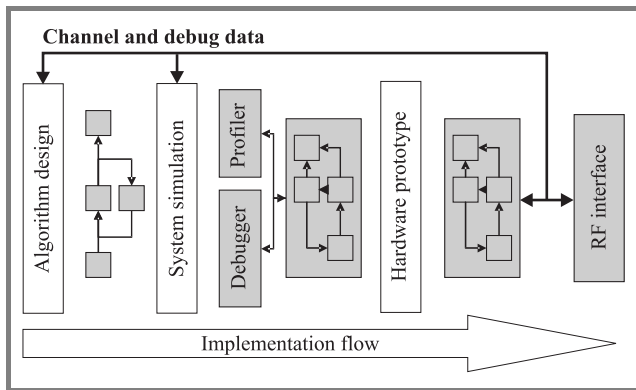 Channel and debug data
Algorithm design
System simulation
Profiler
Debugger
Hardware prototype
RF interface
Implementation flow